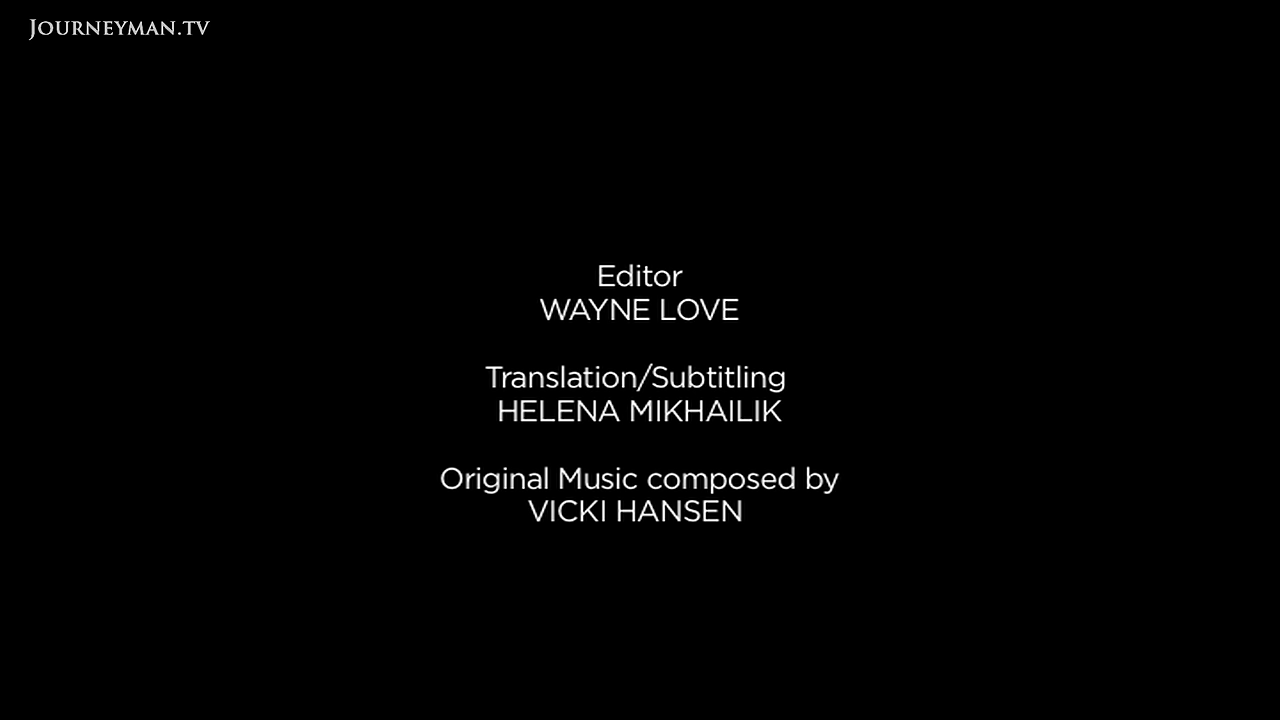 JOURNEYMAN.TV
Editor
WAYNE LOVE
Translation/Subtitling
HELENA MIKHAILIK
Original Music composed by
VICKI HANSEN